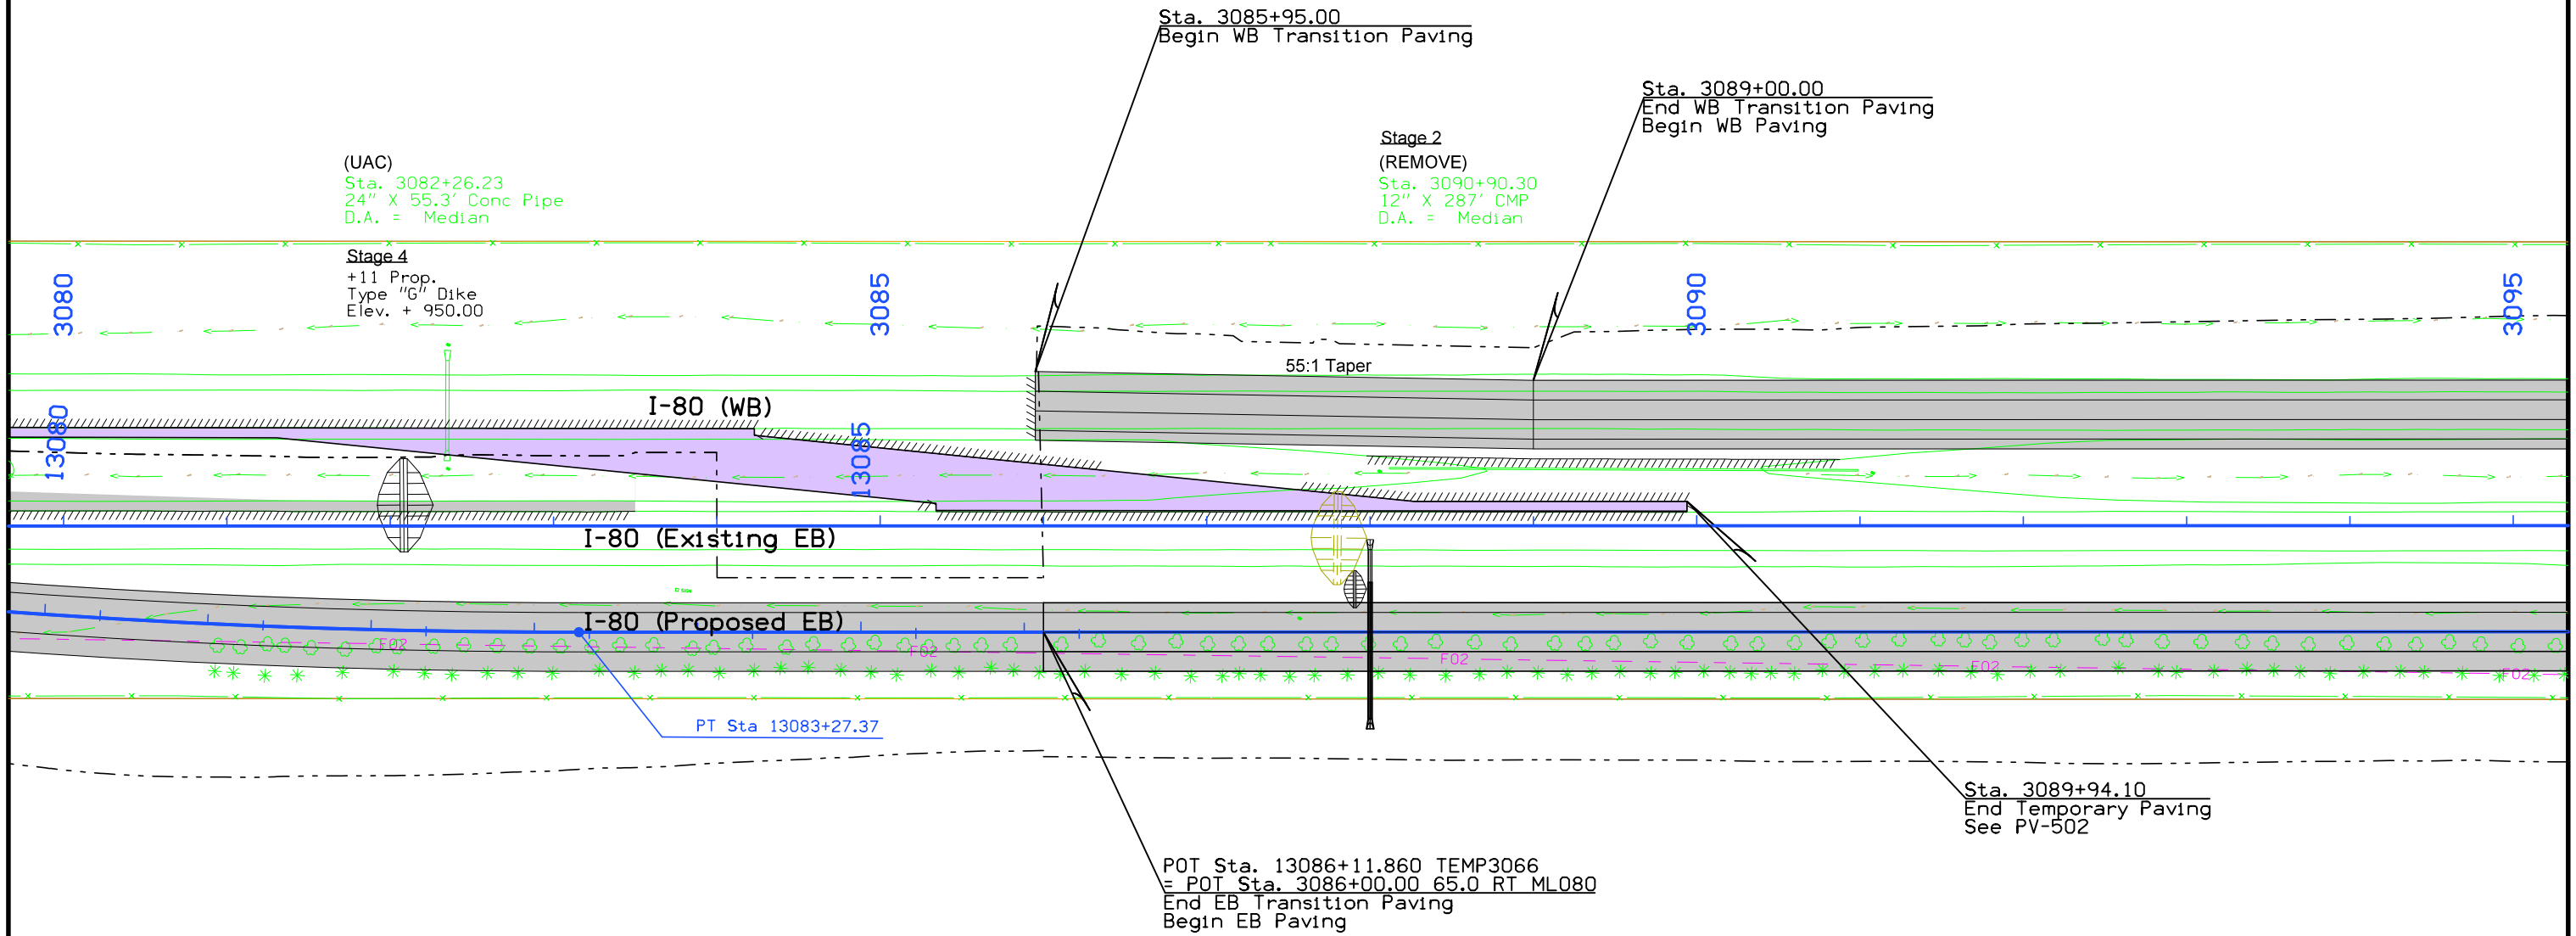 Sta. 3085+95.00
Begin WB Transition Paving
Sta. 3089+00.00
End WB Transition Paving
Begin WB Paving
Stage 2
(REMOVE)
Sta. 3090+90.30
12" X 287' CMP
D.A. = Median
(UAC)
Sta. 3082+26.23
24" X 55.3' Conc Pipe
D.A. = Median
Stage 4
+11 Prop.
Type "G" Dike
Elev. + 950.00
3080
3085
3090
3095
55:1 Taper
I-80 (WB)
13080
13085
I-80 (Existing EB)
I-80 (Proposed EB)
FO2
FO2
FO2
FO2
FO2
PT Sta 13083+27.37
Sta. 3089+94.10
End Temporary Paving
See PV-502
POT Sta. 13086+11.860 TEMP3066
= POT Sta. 3086+00.00 65.0 RT ML080
End EB Transition Paving
Begin EB Paving